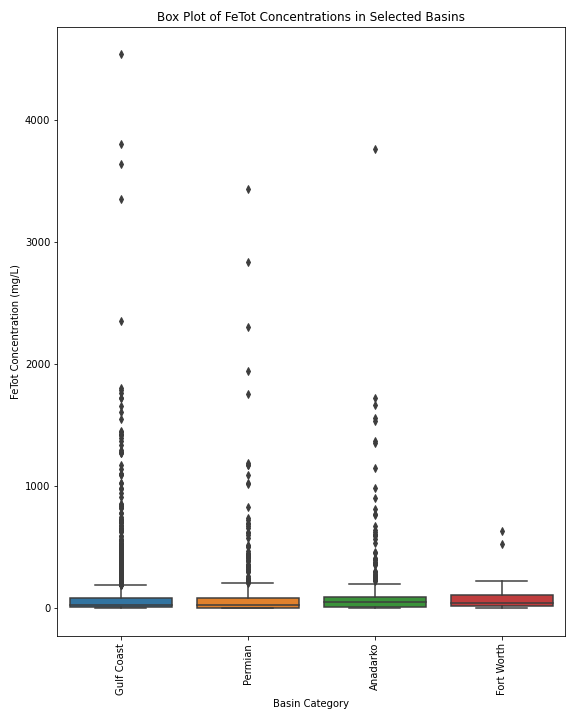 Box Plot of FeTot Concentrations in Selected Basins
FeTot Concentration (mg/L)
4000
3000
2000
1000
0
Gulf Coast
Permian
Anadarko
Fort Worth
Basin Category